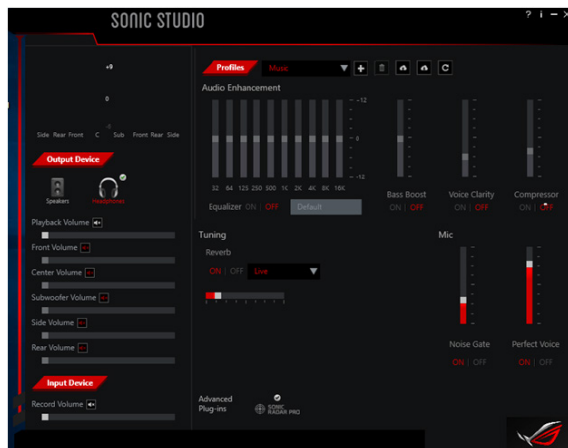 SONIC STUDIO
? i
+9
0
-9
Side Rear Front C Sub Front Rear Side
Output Device
Speakers Headphones
Playback Volume
Front Volume
Center Volume
Subwoofer Volume
Side Volume
Rear Volume
Input Device
Record Volume
Profiles Music
Audio Enhancement
-12
0
-12
32 64 125 250 500 1K 2K 4K 8K 16K
Equalizer ON | OFF Default
Bass Boost
ON | OFF
Voice Clarity
ON | OFF
Compressor
ON | OFF
Tuning
Reverb
ON | OFF Live
Mic
Noise Gate
ON | OFF
Perfect Voice
ON | OFF
Advanced
Plug-ins
SONIC
RADAR PRO